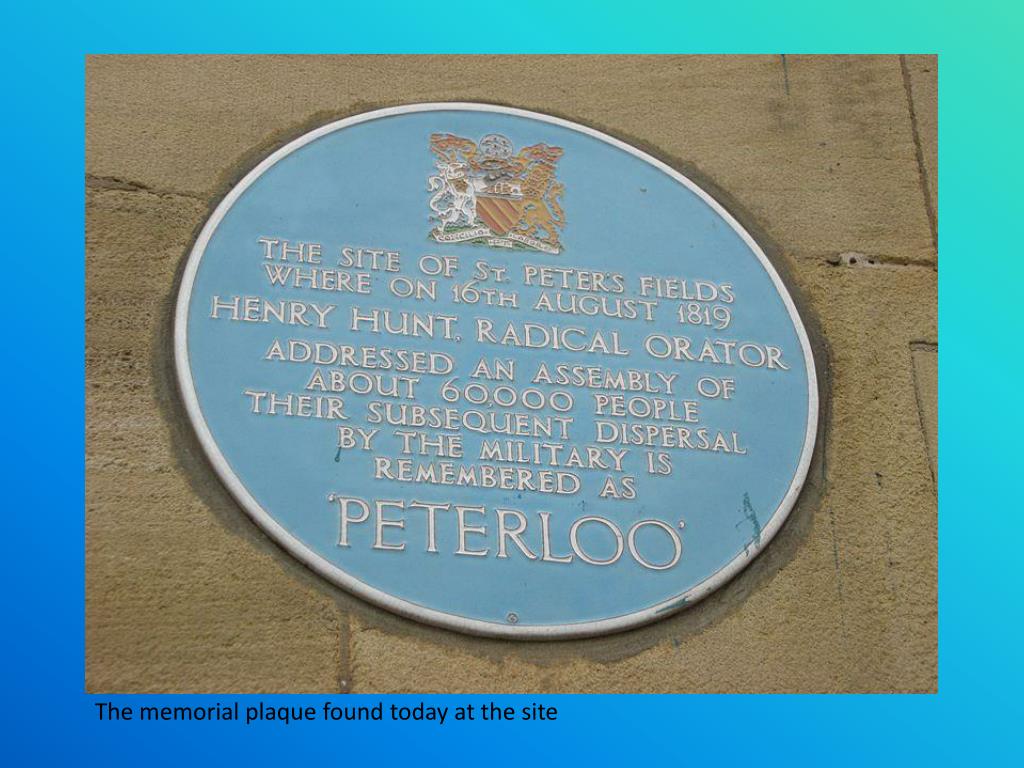 THE SITE OF ST. PETER'S FIELDS
WHERE ON 16TH AUGUST 1819
HENRY HUNT, RADICAL ORATOR
ADDRESSED AN ASSEMBLY OF
ABOUT 60,000 PEOPLE
THEIR SUBSEQUENT DISPERSAL
BY THE MILITARY IS
REMEMBERED AS
'PETERLOO'
The memorial plaque found today at the site